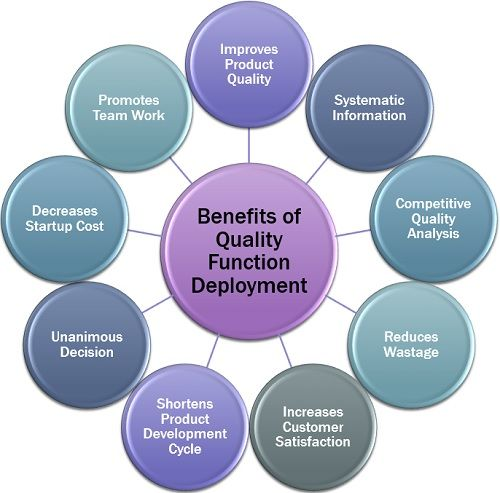 Improves
Product
Quality
Systematic
Information
Competitive
Quality
Analysis
Reduces
Wastage
Increases
Customer
Satisfaction
Shortens
Product
Development
Cycle
Unanimous
Decision
Decreases
Startup Cost
Promotes
Team Work
Benefits of
Quality
Function
Deployment